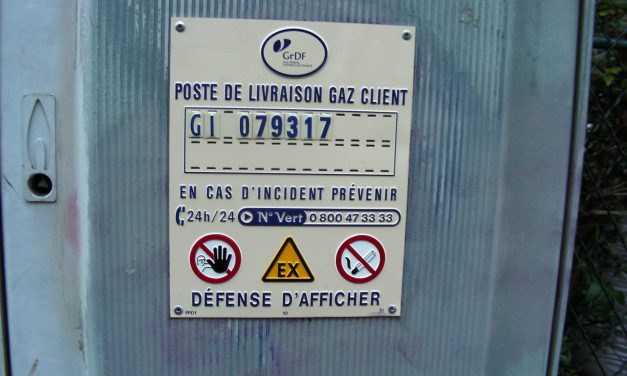 GrDF
POSTE DE LIVRAISON GAZ CLIENT
GI 079317
EN CAS D'INCIDENT PRÉVENIR
24h/24 N° Vert 0 800 47 33 33
EX
DÉFENSE D'AFFICHER